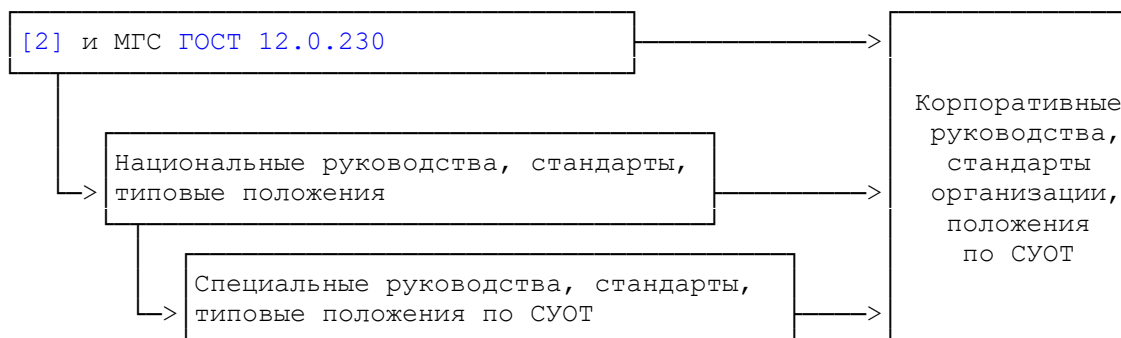 [2] и МГС ГОСТ 12.0.230
Национальные руководства, стандарты,
типовые положения
Специальные руководства, стандарты,
типовые положения по СУОТ
Корпоративные
руководства,
стандарты
организации,
положения
по СУОТ